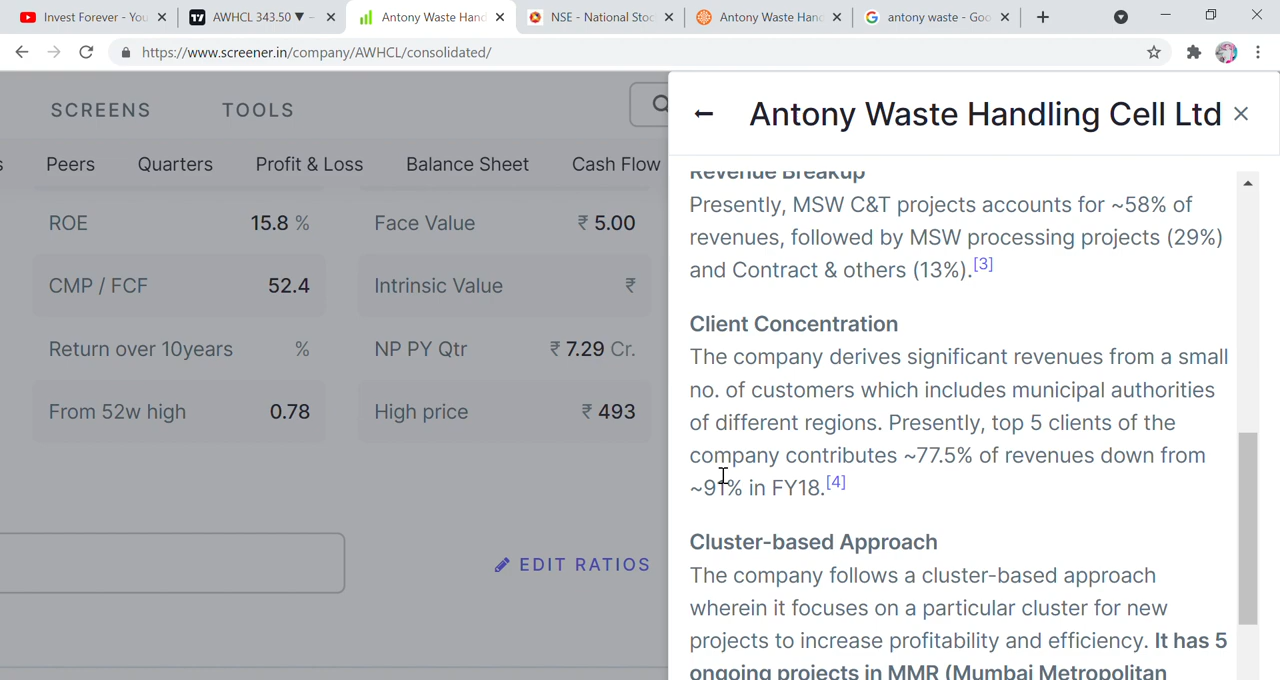 Invest Forever - You
AWHCL 343.50 ▼ -
Antony Waste Hand
NSE - National Stoc
Antony Waste Hand
antony waste - Goo
https://www.screener.in/company/AWHCL/consolidated/
SCREENS TOOLS
s Peers Quarters Profit & Loss Balance Sheet Cash Flow
ROE 15.8 % Face Value ₹ 5.00
CMP / FCF 52.4 Intrinsic Value ₹
Return over 10years % NP PY Qtr ₹ 7.29 Cr.
From 52w high 0.78 High price ₹ 493
EDIT RATIOS
← Antony Waste Handling Cell Ltd ×
Revenue Breakup
Presently, MSW C&T projects accounts for ~58% of
revenues, followed by MSW processing projects (29%)
and Contract & others (13%).[3]
Client Concentration
The company derives significant revenues from a small
no. of customers which includes municipal authorities
of different regions. Presently, top 5 clients of the
company contributes ~77.5% of revenues down from
~91% in FY18.[4]
Cluster-based Approach
The company follows a cluster-based approach
wherein it focuses on a particular cluster for new
projects to increase profitability and efficiency. It has 5
ongoing projects in MMR (Mumbai Metropolitan